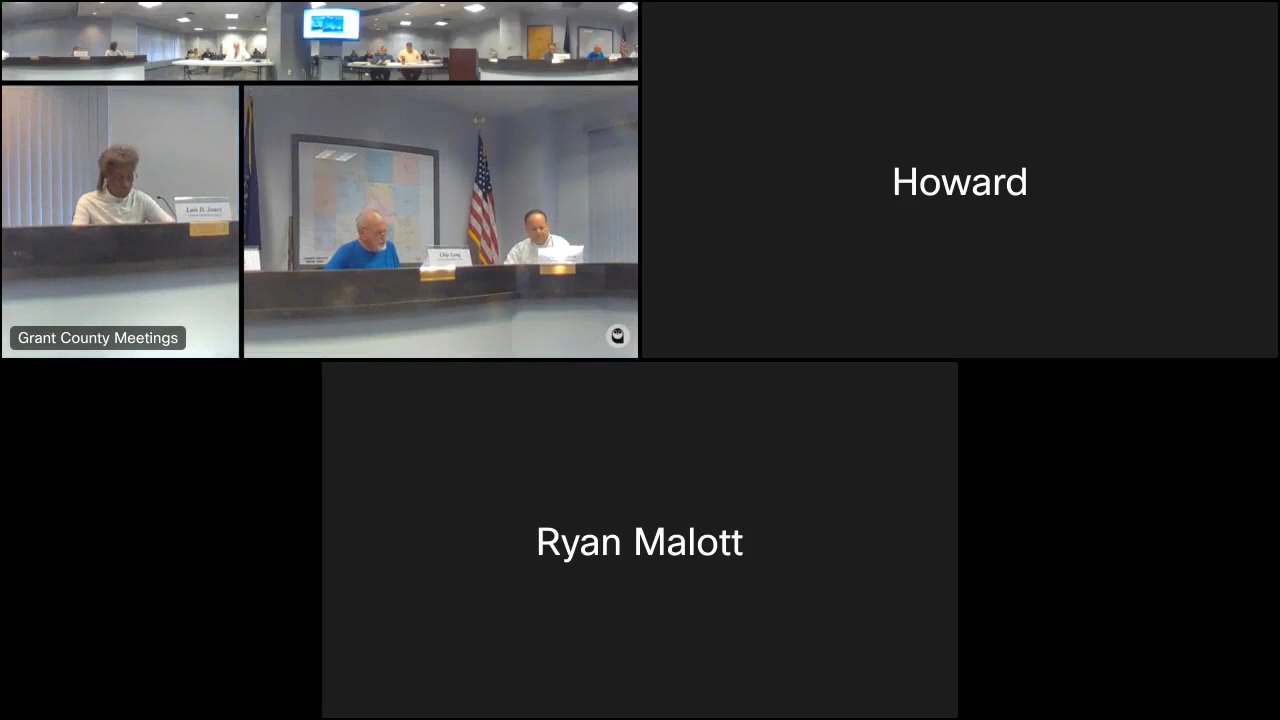 Howard
Lois D. Jones
Chip Long
Grant County Meetings
Ryan Malott